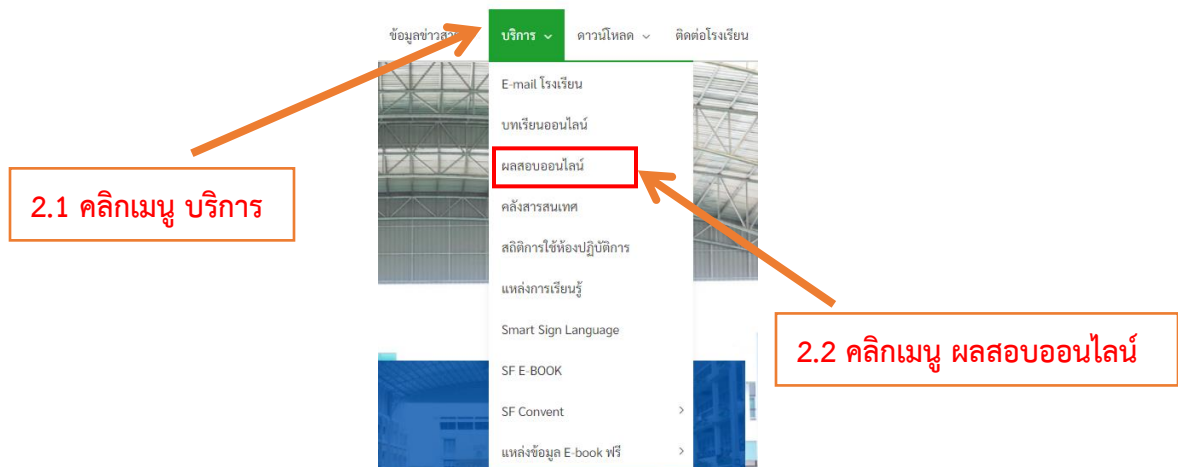 ข้อมูลข่าวสา บริการ ดาวน์โหลด ติดต่อโรงเรียน
E-mail โรงเรียน
บทเรียนออนไลน์
ผลสอบออนไลน์
2.1 คลิกเมนู บริการ
คลังสารสนเทศ
สถิติการใช้ห้องปฏิบัติการ
แหล่งการเรียนรู้
Smart Sign Language
2.2 คลิกเมนู ผลสอบออนไลน์
SF E-BOOK
SF Convent
แหล่งข้อมูล E-book ฟรี